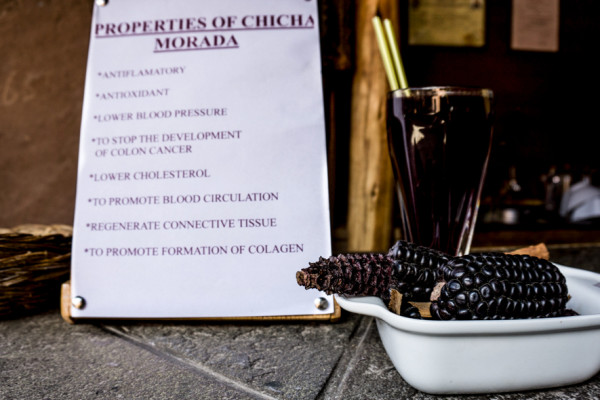 PROPERTIES OF CHICHA
MORADA
*ANTIFLAMATORY
*ANTIOXIDANT
*LOWER BLOOD PRESSURE
*TO STOP THE DEVELOPMENT
OF COLON CANCER
*LOWER CHOLESTEROL
*TO PROMOTE BLOOD CIRCULATION
*REGENERATE CONNECTIVE TISSUE
*TO PROMOTE FORMATION OF COLAGEN